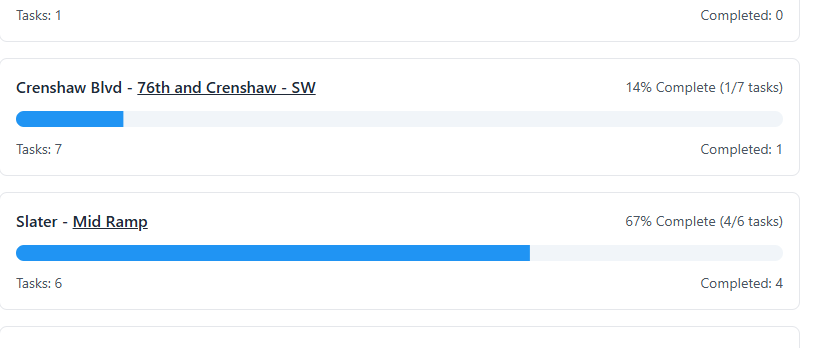 Tasks: 1 Completed: 0
Crenshaw Blvd - 76th and Crenshaw - SW 14% Complete (1/7 tasks)
Tasks: 7 Completed: 1
Slater - Mid Ramp 67% Complete (4/6 tasks)
Tasks: 6 Completed: 4